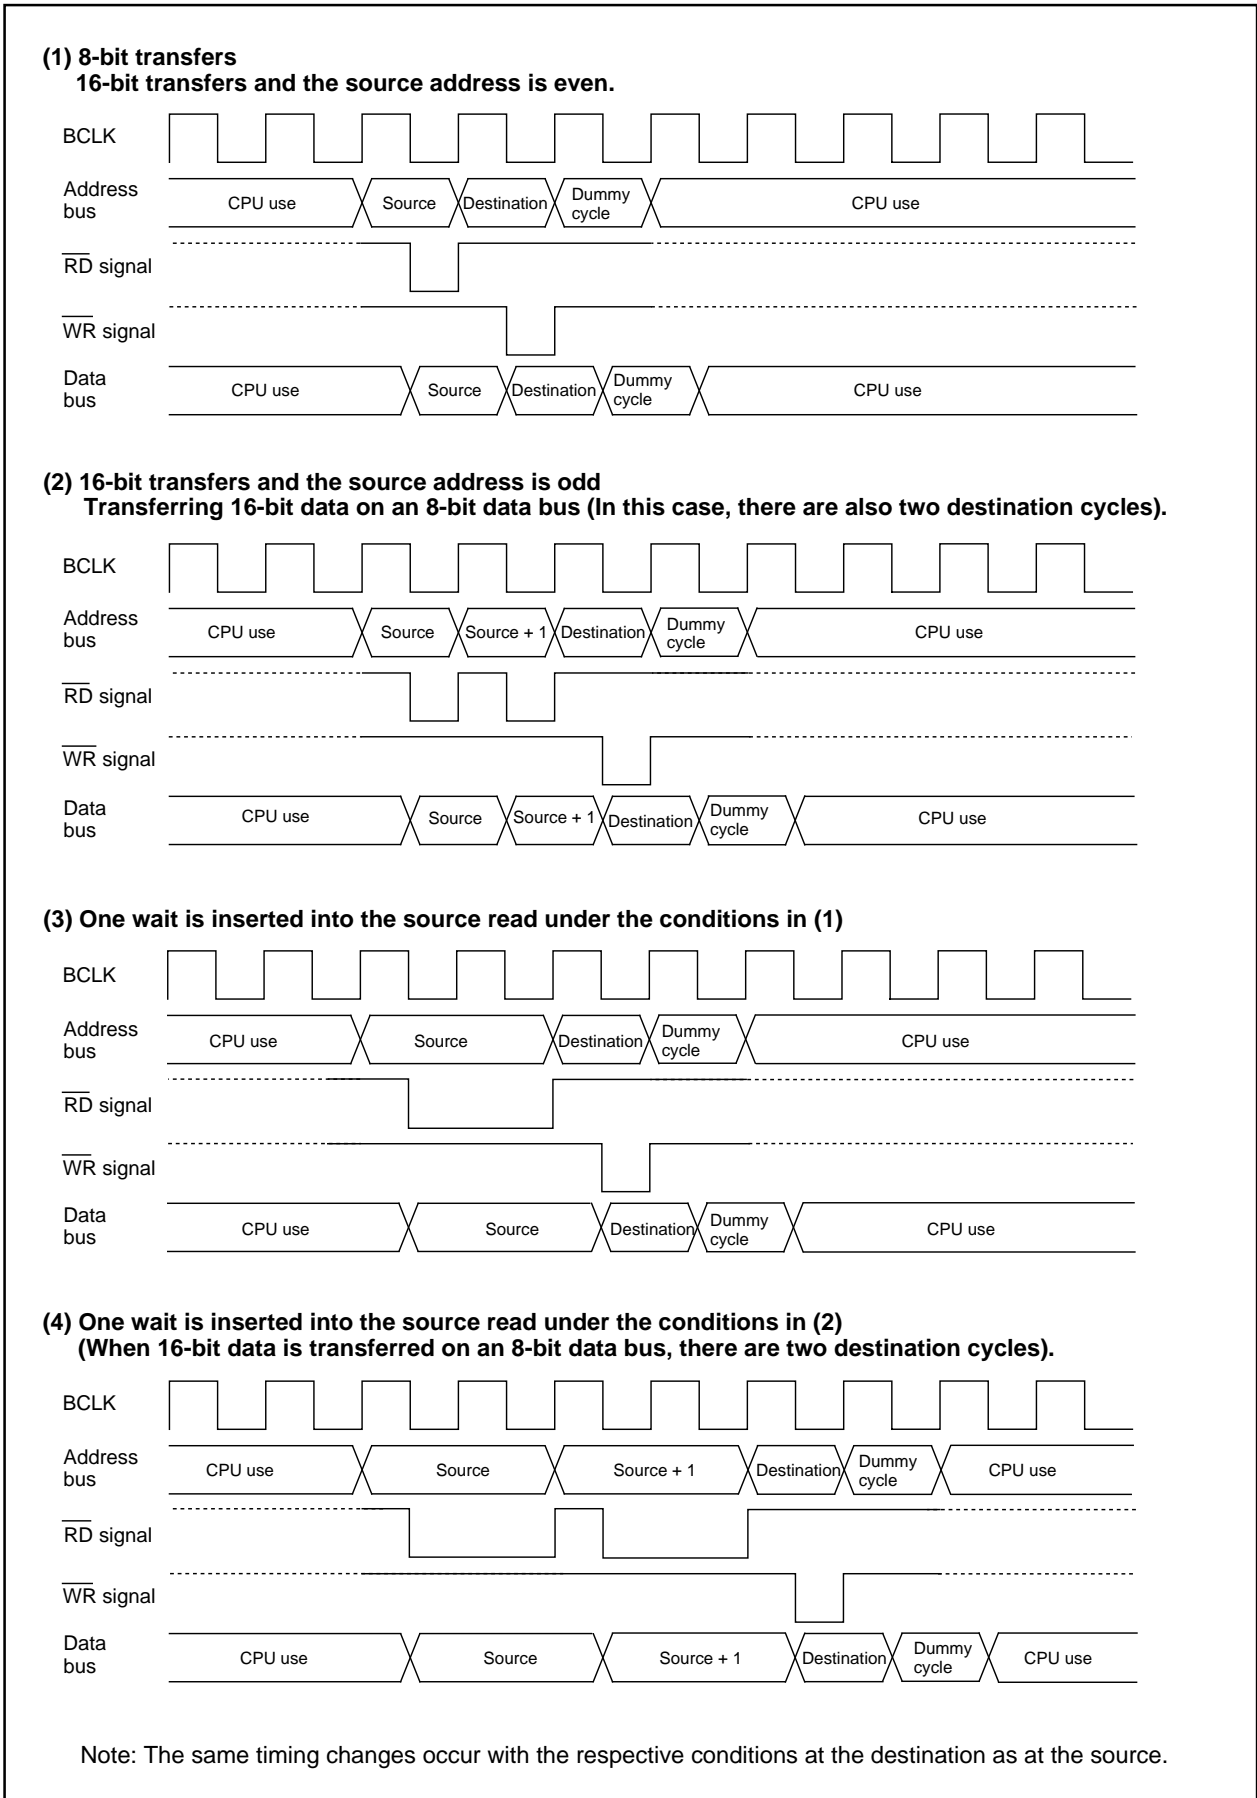 (1) 8-bit transfers
16-bit transfers and the source address is even.
BCLK
Address
bus
CPU use
Source
Destination
Dummy
cycle
CPU use
RD signal
WR signal
Data
bus
CPU use
Source
Destination
Dummy
cycle
CPU use
(2) 16-bit transfers and the source address is odd
Transferring 16-bit data on an 8-bit data bus (In this case, there are also two destination cycles).
BCLK
Address
bus
CPU use
Source
Source + 1
Destination
Dummy
cycle
CPU use
RD signal
WR signal
Data
bus
CPU use
Source
Source + 1
Destination
Dummy
cycle
CPU use
(3) One wait is inserted into the source read under the conditions in (1)
BCLK
Address
bus
CPU use
Source
Destination
Dummy
cycle
CPU use
RD signal
WR signal
Data
bus
CPU use
Source
Destination
Dummy
cycle
CPU use
(4) One wait is inserted into the source read under the conditions in (2)
(When 16-bit data is transferred on an 8-bit data bus, there are two destination cycles).
BCLK
Address
bus
CPU use
Source
Source + 1
Destination
Dummy
cycle
CPU use
RD signal
WR signal
Data
bus
CPU use
Source
Source + 1
Destination
Dummy
cycle
CPU use
Note: The same timing changes occur with the respective conditions at the destination as at the source.